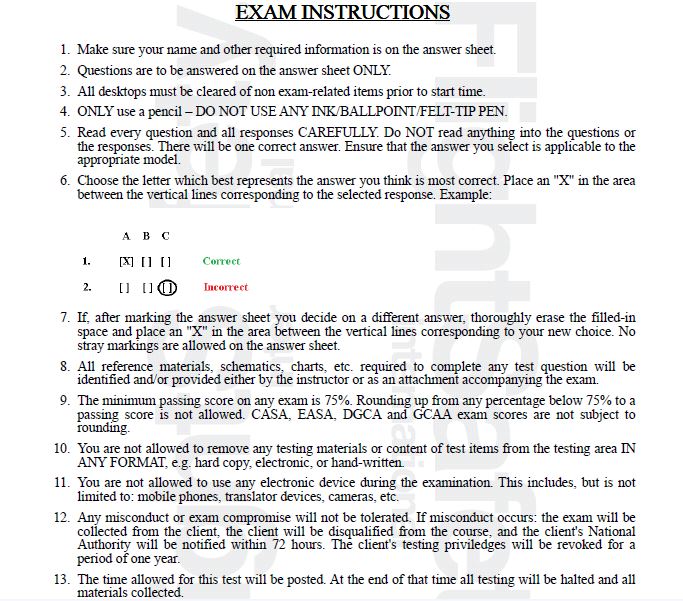 EXAM INSTRUCTIONS
1. Make sure your name and other required information is on the answer sheet.
2. Questions are to be answered on the answer sheet ONLY.
3. All desktops must be cleared of non exam-related items prior to start time.
4. ONLY use a pencil – DO NOT USE ANY INK/BALLPOINT/FELT-TIP PEN.
5. Read every question and all responses CAREFULLY. Do NOT read anything into the questions or
the responses. There will be one correct answer. Ensure that the answer you select is applicable to the
appropriate model.
6. Choose the letter which best represents the answer you think is most correct. Place an "X" in the area
between the vertical lines corresponding to the selected response. Example:
A B C
1. [X] [ ] [ ] Correct
2. [ ] [ ] [ ] Incorrect
7. If, after marking the answer sheet you decide on a different answer, thoroughly erase the filled-in
space and place an "X" in the area between the vertical lines corresponding to your new choice. No
stray markings are allowed on the answer sheet.
8. All reference materials, schematics, charts, etc. required to complete any test question will be
identified and/or provided either by the instructor or as an attachment accompanying the exam.
9. The minimum passing score on any exam is 75%. Rounding up from any percentage below 75% to a
passing score is not allowed. CASA, EASA, DGCA and GCAA exam scores are not subject to
rounding.
10. You are not allowed to remove any testing materials or content of test items from the testing area IN
ANY FORMAT, e.g. hard copy, electronic, or hand-written.
11. You are not allowed to use any electronic device during the examination. This includes, but is not
limited to: mobile phones, translator devices, cameras, etc.
12. Any misconduct or exam compromise will not be tolerated. If misconduct occurs: the exam will be
collected from the client, the client will be disqualified from the course, and the client's National
Authority will be notified within 72 hours. The client's testing priviledges will be revoked for a
period of one year.
13. The time allowed for this test will be posted. At the end of that time all testing will be halted and all
materials collected.